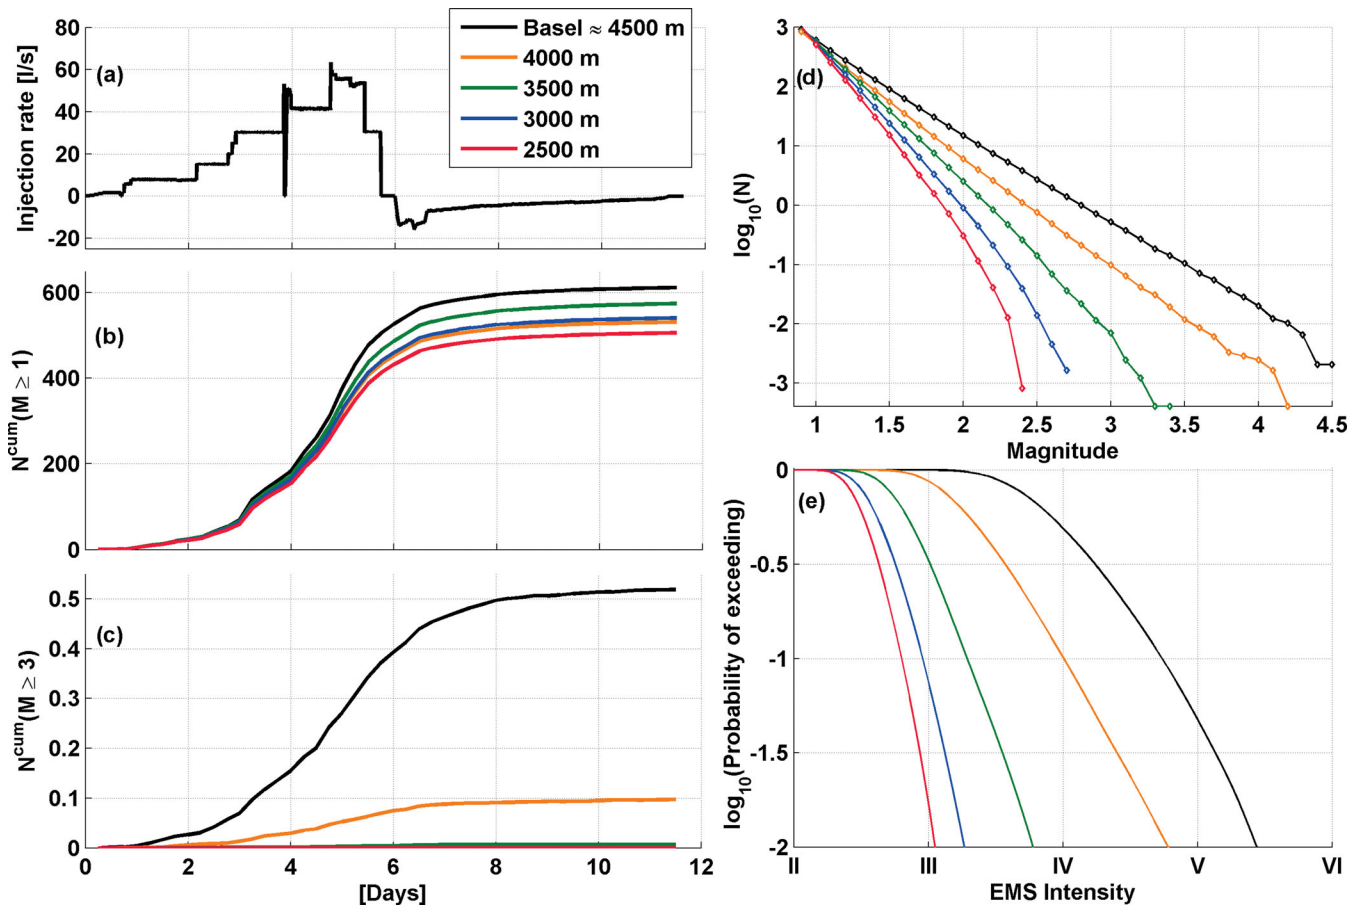 80
60
40
20
0
-20
Injection rate [l/s]
(a)
Basel ≈ 4500 m
4000 m
3500 m
3000 m
2500 m
600
400
200
0
N^cum(M ≥ 1)
(b)
0.5
0.4
0.3
0.2
0.1
0
N^cum(M ≥ 3)
(c)
0 2 4 6 8 10 12
[Days]
3
2
1
0
-1
-2
-3
log₁₀(N)
(d)
1 1.5 2 2.5 3 3.5 4 4.5
Magnitude
0
-0.5
-1
-1.5
-2
log₁₀(Probability of exceeding)
(e)
II III IV V VI
EMS Intensity